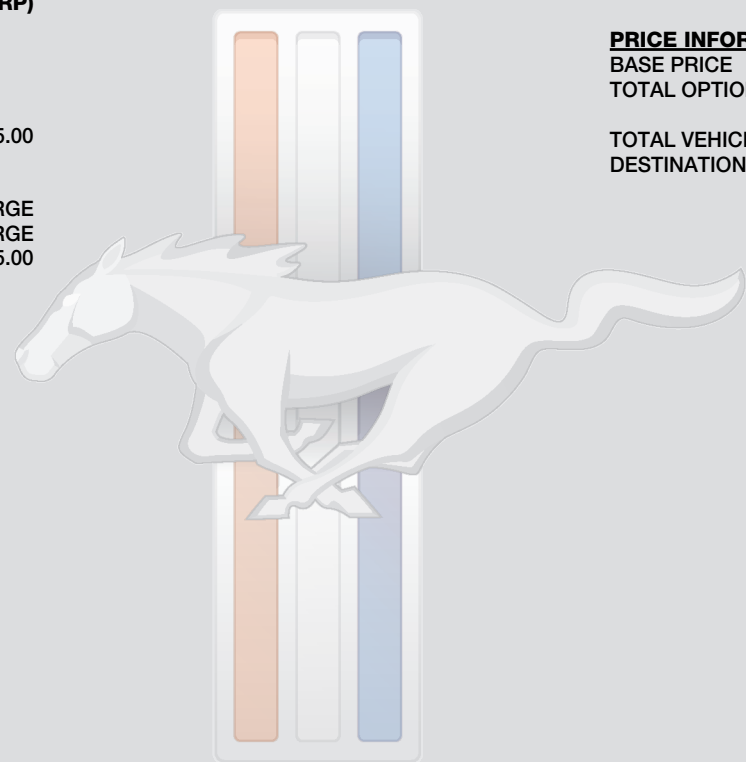 RP)
5.00
RGE
RGE
5.00
PRICE INFOR
BASE PRICE
TOTAL OPTIO
TOTAL VEHICL
DESTINATION